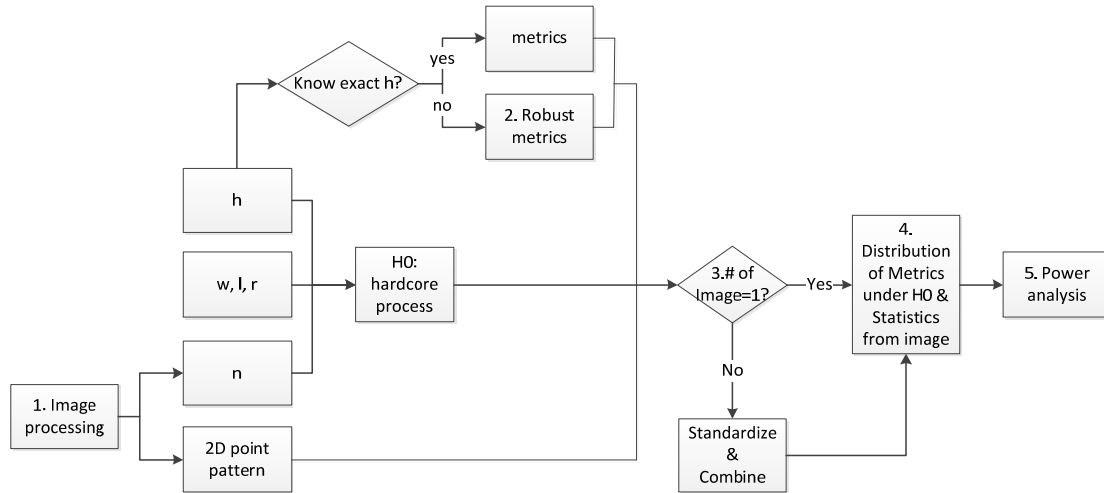 metrics
yes
Know exact h?
no
2. Robust
metrics
h
w, l, r
H0:
hardcore
process
n
1. Image
processing
2D point
pattern
3.# of
Image=1?
Yes
No
Standardize
&
Combine
4.
Distribution
of Metrics
under H0 &
Statistics
from image
5. Power
analysis